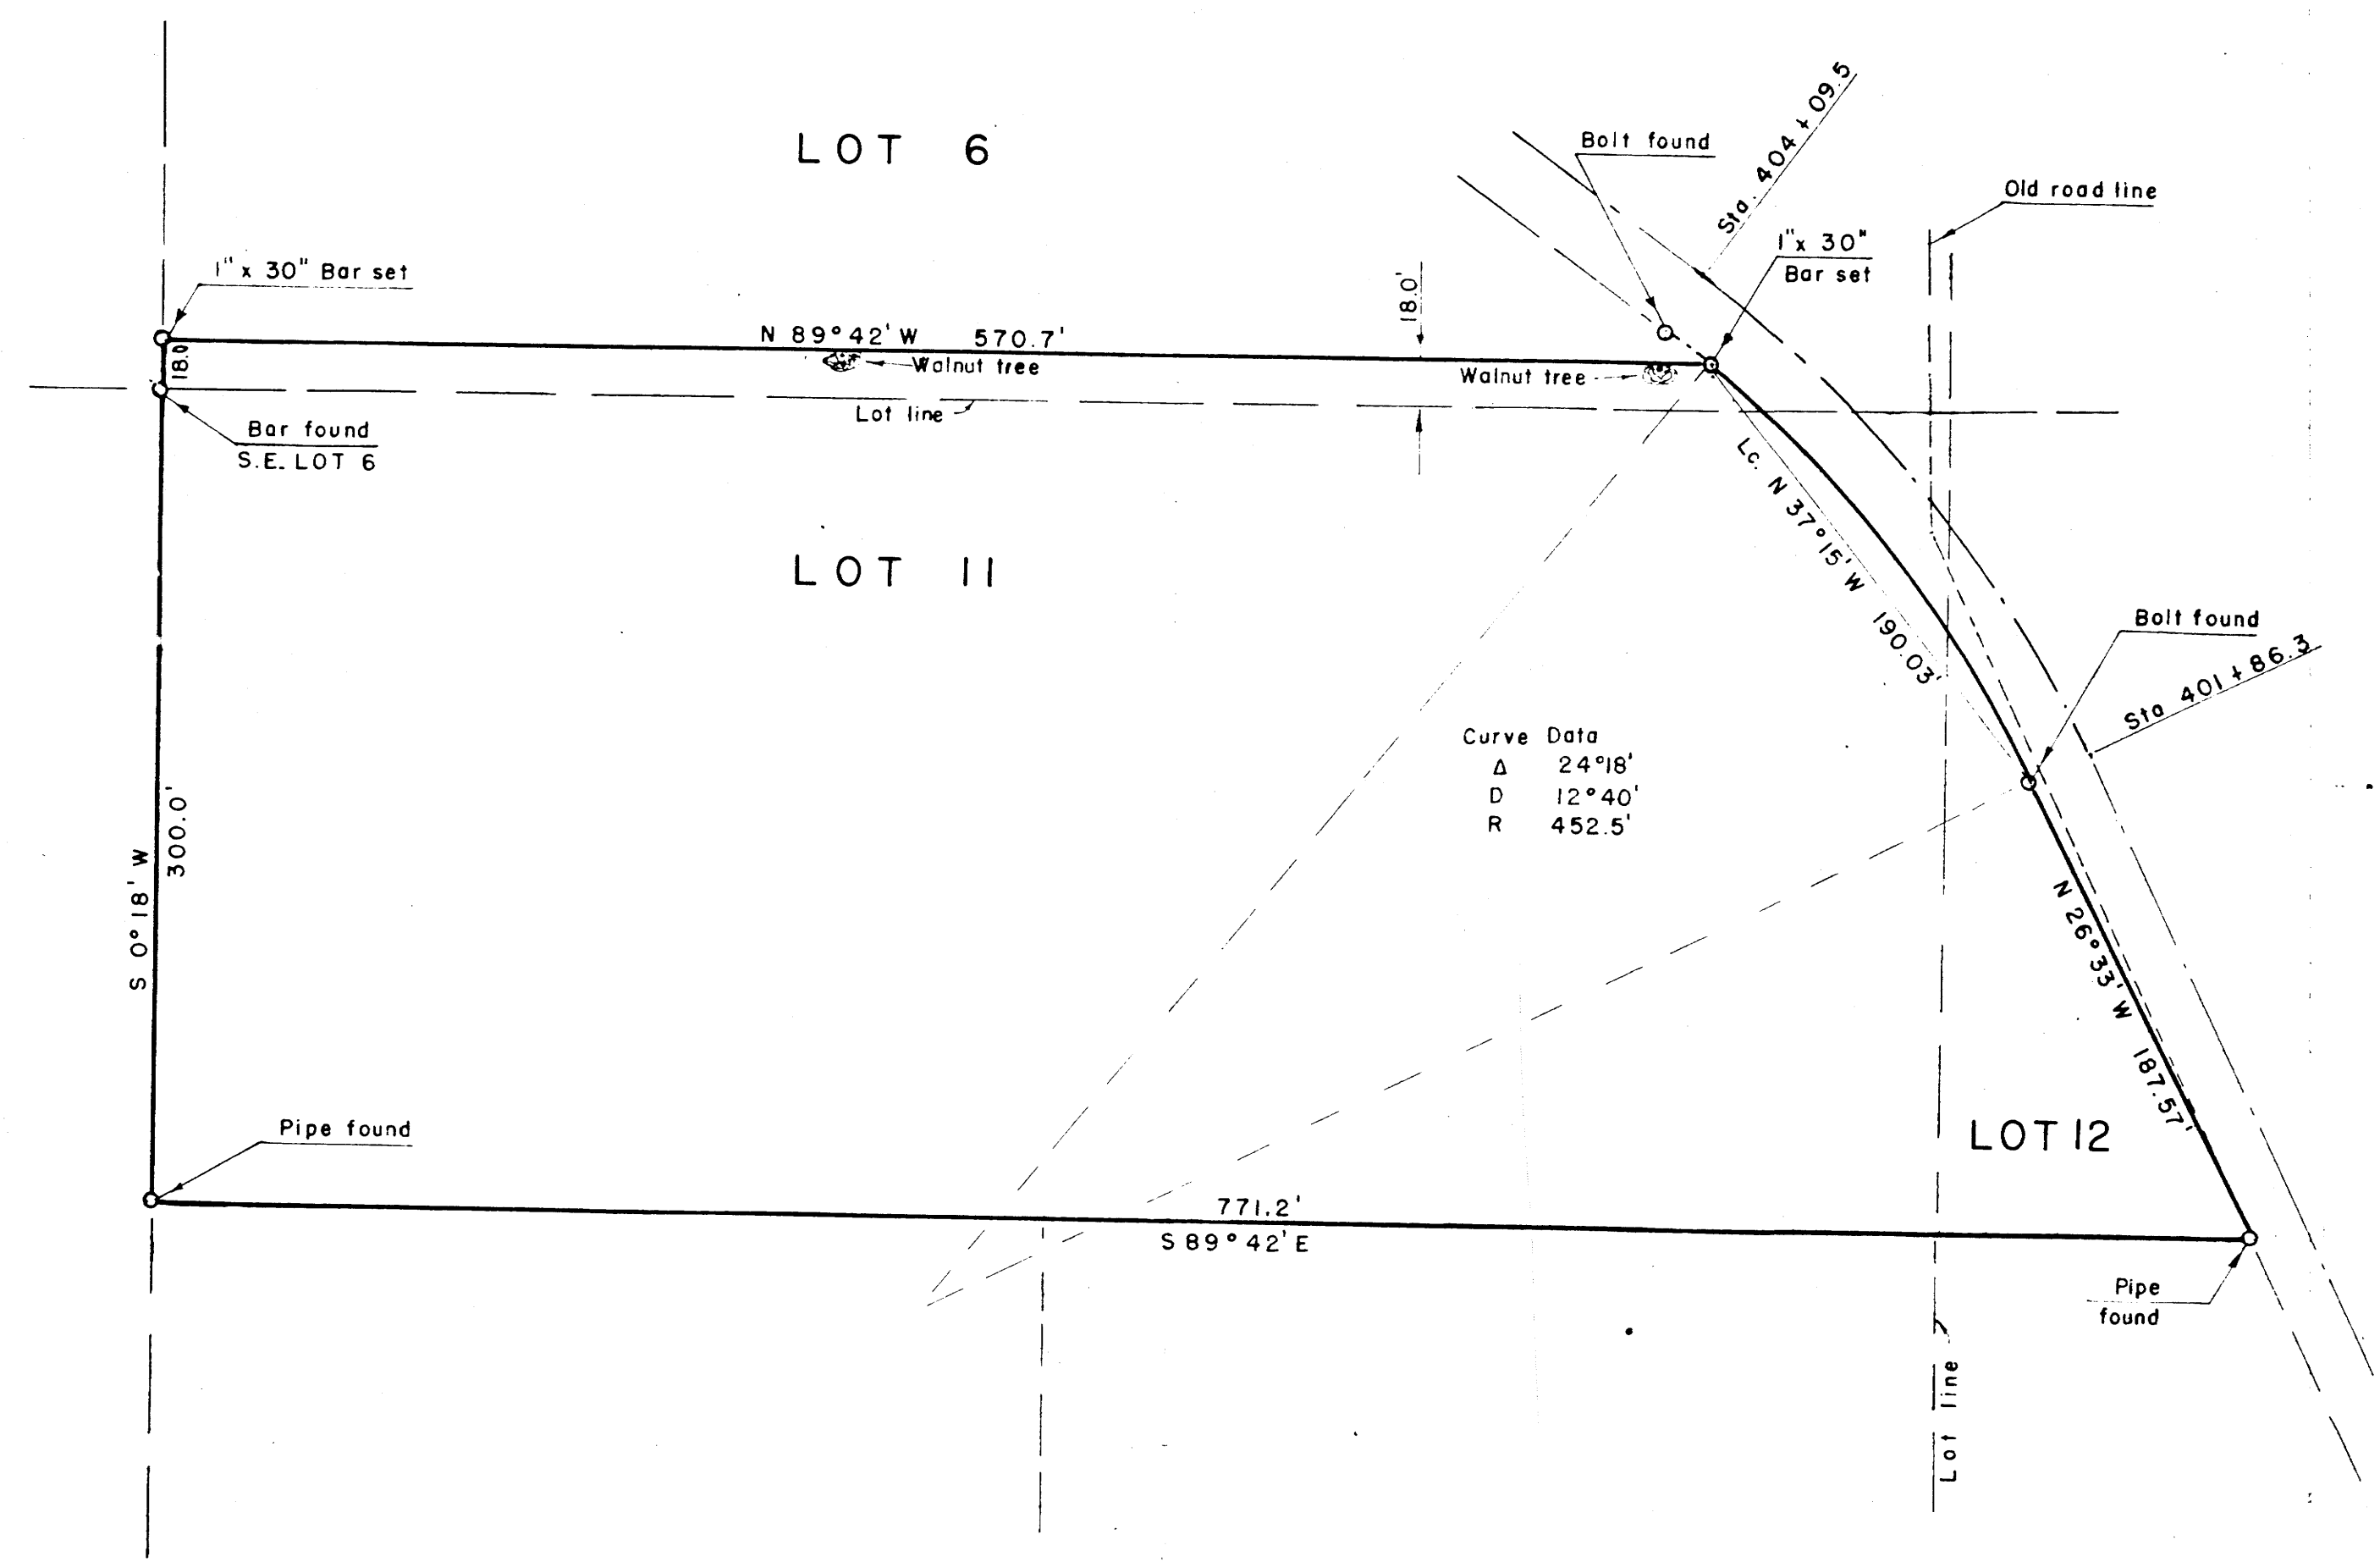 LOT 6
Bolt found
Sta. 404 + 09.5
Old road line
1" x 30"
Bar set
1" x 30" Bar set
18.0'
N 89° 42' W 570.7'
18.0
Walnut tree
Walnut tree
Lot line
Bar found
S.E. LOT 6
Lc. N 37° 15' W 190.03'
LOT 11
Bolt found
Sta 401 + 86.3
Curve Data
Δ 24° 18'
D 12° 40'
R 452.5'
S 0° 18' W
300.0'
N 26° 33' W 187.57'
Pipe found
LOT 12
771.2'
S 89° 42' E
Pipe
found
Lot line